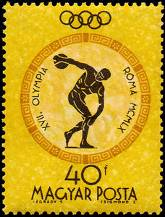 XVII. OLYMPIA
ROMA MCMLX
40f
MAGYAR POSTA